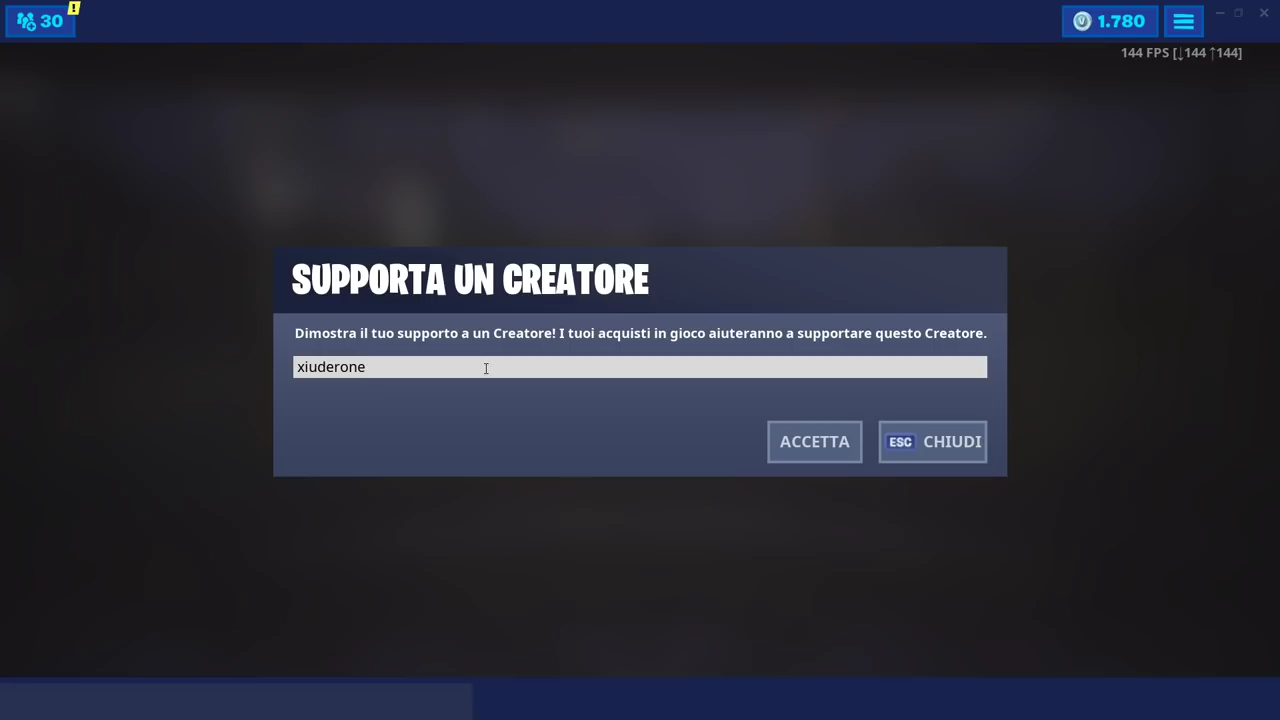 30 !
1.780
144 FPS [↓144 ↑144]
SUPPORTA UN CREATORE
Dimostra il tuo supporto a un Creatore! I tuoi acquisti in gioco aiuteranno a supportare questo Creatore.
xiuderone
ACCETTA
ESC CHIUDI